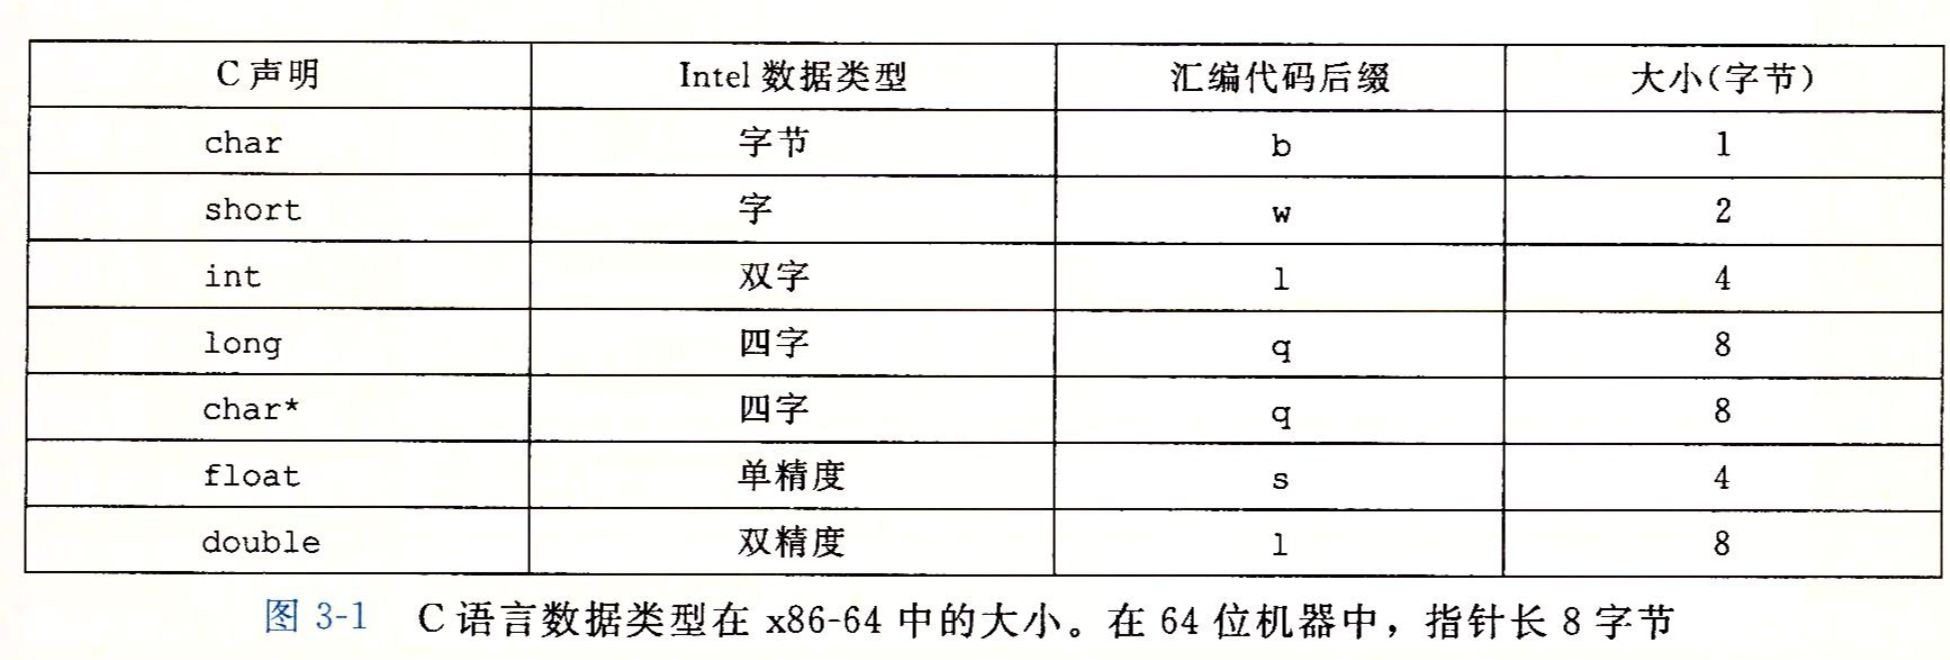 C声明 Intel数据类型 汇编代码后缀 大小(字节)
char 字节 b 1
short 字 w 2
int 双字 l 4
long 四字 q 8
char* 四字 q 8
float 单精度 s 4
double 双精度 l 8
图 3-1 C语言数据类型在 x86-64 中的大小。在 64 位机器中，指针长 8 字节